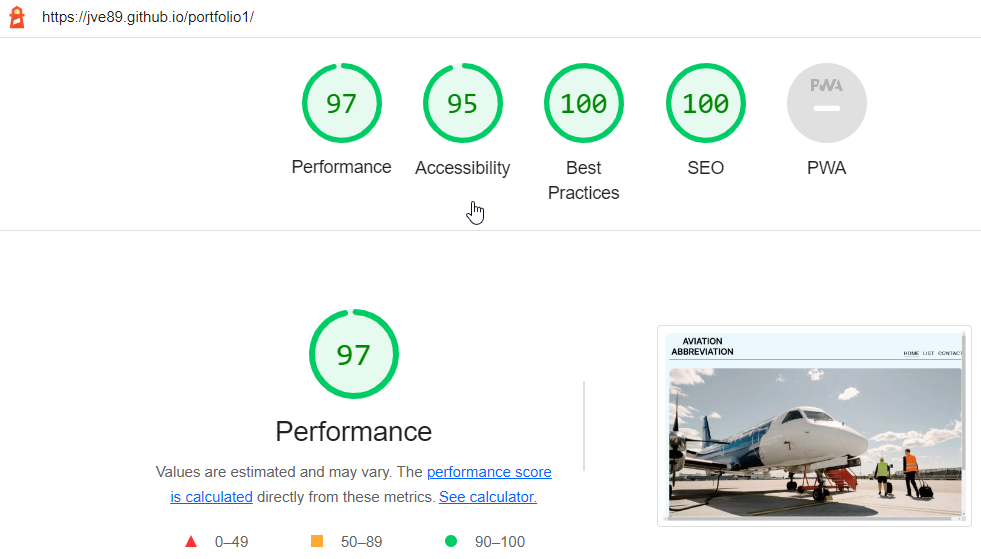 https://jve89.github.io/portfolio1/
97
95
100
100
PWA
Performance
Accessibility
Best
Practices
SEO
PWA
97
Performance
Values are estimated and may vary. The performance score
is calculated directly from these metrics. See calculator.
0–49
50–89
90–100
AVIATION
ABBREVIATION
HOME LIST CONTACT